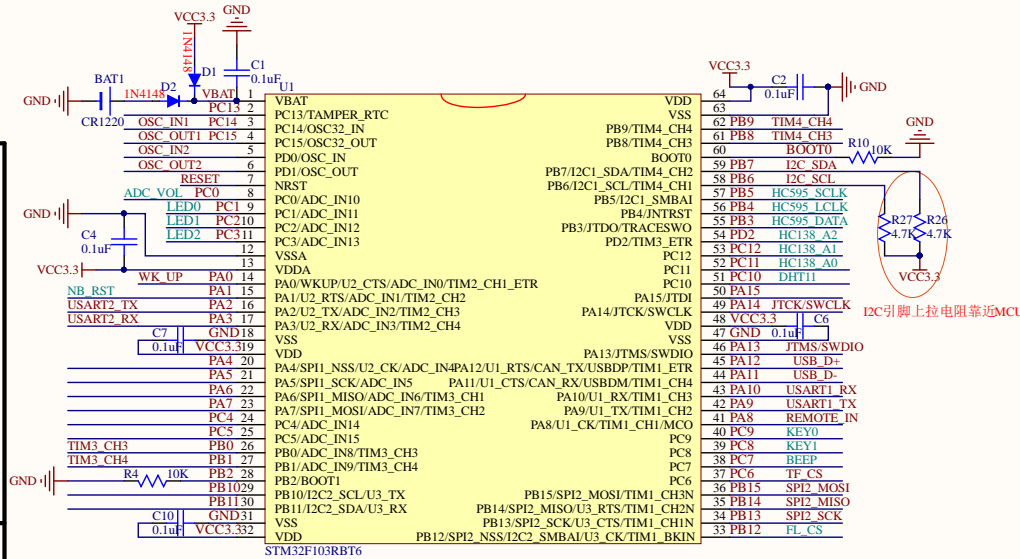 VCC3.3
GND
1N4148
D1
C1
0.1uF
BAT1
1N4148
D2
VBAT
GND
CR1220
U1
1 VBAT
PC13 2 PC13/TAMPER_RTC
OSC_IN1 PC14 3 PC14/OSC32_IN
OSC_OUT1 PC15 4 PC15/OSC32_OUT
OSC_IN2 5 PD0/OSC_IN
OSC_OUT2 6 PD1/OSC_OUT
RESET 7 NRST
ADC_VOL PC0 8 PC0/ADC_IN10
LED0 PC1 9 PC1/ADC_IN11
LED1 PC2 10 PC2/ADC_IN12
LED2 PC3 11 PC3/ADC_IN13
GND
C4
0.1uF
VCC3.3
12 VSSA
13 VDDA
WK_UP PA0 14 PA0/WKUP/U2_CTS/ADC_IN0/TIM2_CH1_ETR
NB_RST PA1 15 PA1/U2_RTS/ADC_IN1/TIM2_CH2
USART2_TX PA2 16 PA2/U2_TX/ADC_IN2/TIM2_CH3
USART2_RX PA3 17 PA3/U2_RX/ADC_IN3/TIM2_CH4
C7 GND 18 VSS
0.1uF VCC3.3 19 VDD
PA4 20 PA4/SPI1_NSS/U2_CK/ADC_IN4
PA5 21 PA5/SPI1_SCK/ADC_IN5
PA6 22 PA6/SPI1_MISO/ADC_IN6/TIM3_CH1
PA7 23 PA7/SPI1_MOSI/ADC_IN7/TIM3_CH2
PC4 24 PC4/ADC_IN14
PC5 25 PC5/ADC_IN15
TIM3_CH3 PB0 26 PB0/ADC_IN8/TIM3_CH3
TIM3_CH4 PB1 27 PB1/ADC_IN9/TIM3_CH4
GND R4 10K PB2 28 PB2/BOOT1
PB10 29 PB10/I2C2_SCL/U3_TX
PB11 30 PB11/I2C2_SDA/U3_RX
C10 GND 31 VSS
0.1uF VCC3.3 32 VDD
STM32F103RBT6
VCC3.3
C2
0.1uF
GND
VDD 64
VSS 63
PB9/TIM4_CH4 62 PB9 TIM4_CH4
PB8/TIM4_CH3 61 PB8 TIM4_CH3
BOOT0 60 BOOT0
R10 10K
GND
PB7/I2C1_SDA/TIM4_CH2 59 PB7 I2C_SDA
PB6/I2C1_SCL/TIM4_CH1 58 PB6 I2C_SCL
PB5/I2C1_SMBAI 57 PB5 HC595_SCLK
PB4/JNTRST 56 PB4 HC595_LCLK
PB3/JTDO/TRACESWO 55 PB3 HC595_DATA
PD2/TIM3_ETR 54 PD2 HC138_A2
PC12 53 PC12 HC138_A1
PC11 52 PC11 HC138_A0
PC10 51 PC10 DHT11
R27
4.7K
R26
4.7K
VCC3.3
I2C引脚上拉电阻靠近MCU
PA15/JTDI 50 PA15
PA14/JTCK/SWCLK 49 PA14 JTCK/SWCLK
VDD 48 VCC3.3 C6
VSS 47 GND 0.1uF
PA13/JTMS/SWDIO 46 PA13 JTMS/SWDIO
PA12/U1_RTS/CAN_TX/USBDP/TIM1_ETR 45 PA12 USB_D+
PA11/U1_CTS/CAN_RX/USBDM/TIM1_CH4 44 PA11 USB_D-
PA10/U1_RX/TIM1_CH3 43 PA10 USART1_RX
PA9/U1_TX/TIM1_CH2 42 PA9 USART1_TX
PA8/U1_CK/TIM1_CH1/MCO 41 PA8 REMOTE_IN
PC9 40 PC9 KEY0
PC8 39 PC8 KEY1
PC7 38 PC7 BEEP
PC6 37 PC6 TF_CS
PB15/SPI2_MOSI/TIM1_CH3N 36 PB15 SPI2_MOSI
PB14/SPI2_MISO/U3_RTS/TIM1_CH2N 35 PB14 SPI2_MISO
PB13/SPI2_SCK/U3_CTS/TIM1_CH1N 34 PB13 SPI2_SCK
PB12/SPI2_NSS/I2C2_SMBAI/U3_CK/TIM1_BKIN 33 PB12 FL_CS